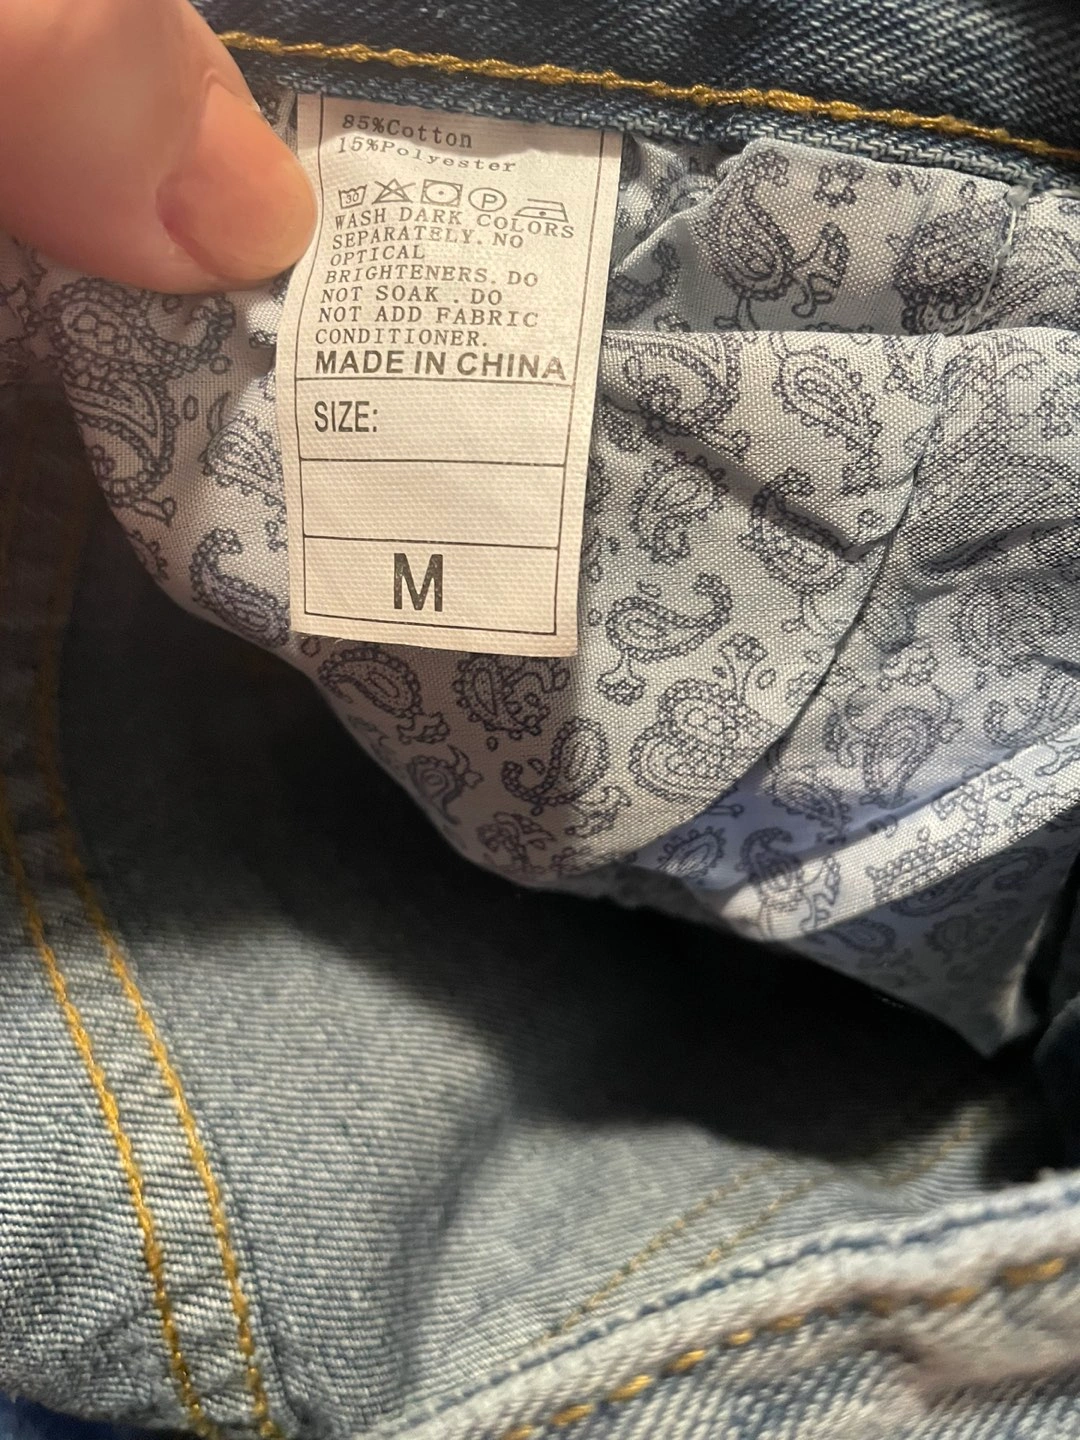 85%Cotton
15%Polyester
30 P
WASH DARK COLORS
SEPARATELY. NO
OPTICAL
BRIGHTENERS. DO
NOT SOAK . DO
NOT ADD FABRIC
CONDITIONER.
MADE IN CHINA
SIZE:
M